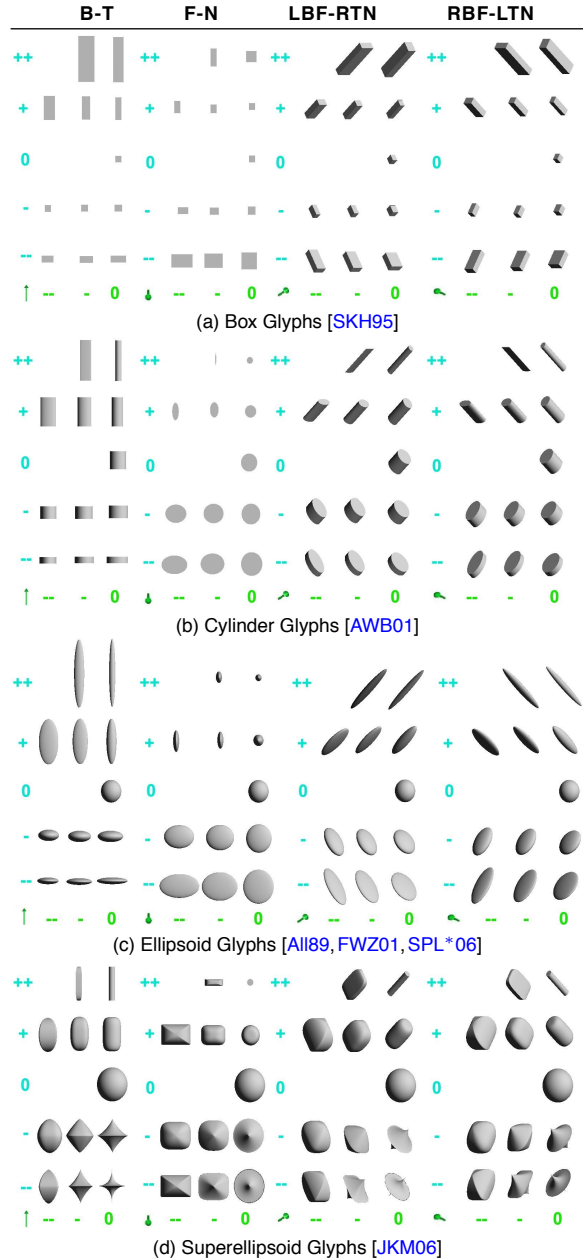 B-T F-N LBF-RTN RBF-LTN
++ ++ ++ ++
+ + + +
0 0 0 0
- - - -
-- -- -- --
-- - 0 -- - 0 -- - 0 -- - 0
(a) Box Glyphs [SKH95]
++ ++ ++ ++
+ + + +
0 0 0 0
- - - -
-- -- -- --
-- - 0 -- - 0 -- - 0 -- - 0
(b) Cylinder Glyphs [AWB01]
++ ++ ++ ++
+ + + +
0 0 0 0
- - - -
-- -- -- --
-- - 0 -- - 0 -- - 0 -- - 0
(c) Ellipsoid Glyphs [All89, FWZ01, SPL*06]
++ ++ ++ ++
+ + + +
0 0 0 0
- - - -
-- -- -- --
-- - 0 -- - 0 -- - 0 -- - 0
(d) Superellipsoid Glyphs [JKM06]